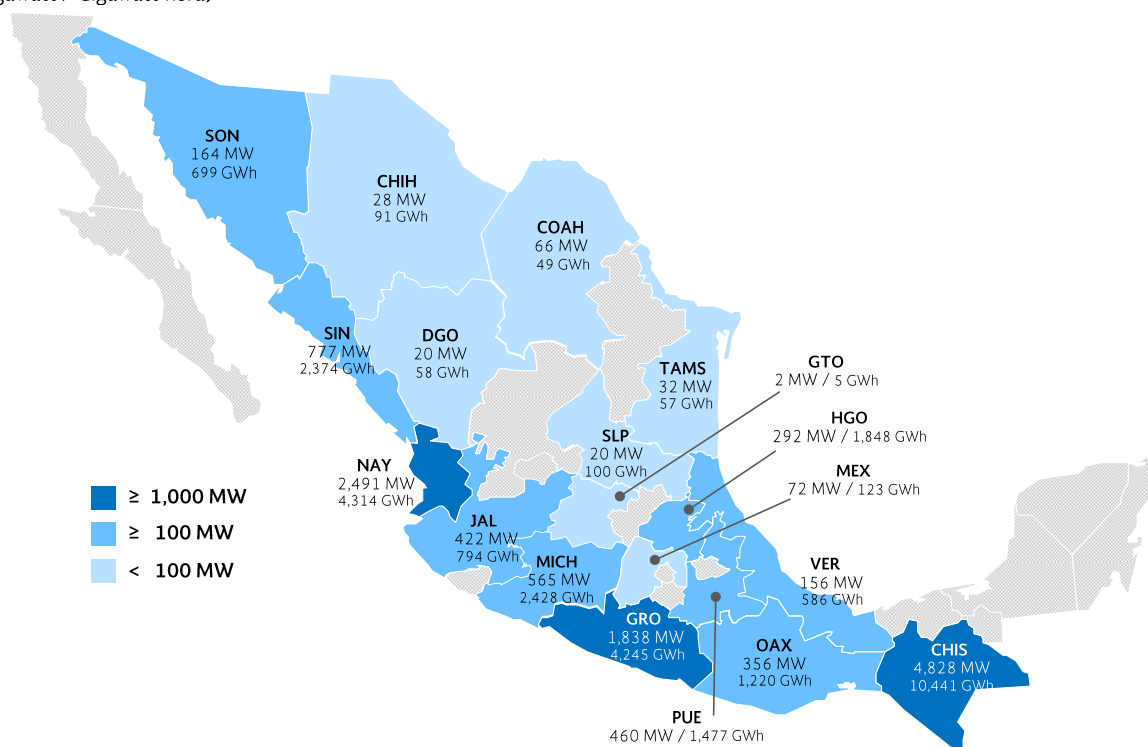 SON
164 MW
699 GWh
CHIH
28 MW
91 GWh
COAH
66 MW
49 GWh
SIN
777 MW
2,374 GWh
DGO
20 MW
58 GWh
TAMS
32 MW
57 GWh
GTO
2 MW / 5 GWh
HGO
292 MW / 1,848 GWh
SLP
20 MW
100 GWh
NAY
2,491 MW
4,314 GWh
MEX
72 MW / 123 GWh
≥ 1,000 MW
≥ 100 MW
< 100 MW
JAL
422 MW
794 GWh
MICH
565 MW
2,428 GWh
VER
156 MW
586 GWh
GRO
1,838 MW
4,245 GWh
OAX
356 MW
1,220 GWh
CHIS
4,828 MW
10,441 GWh
PUE
460 MW / 1,477 GWh